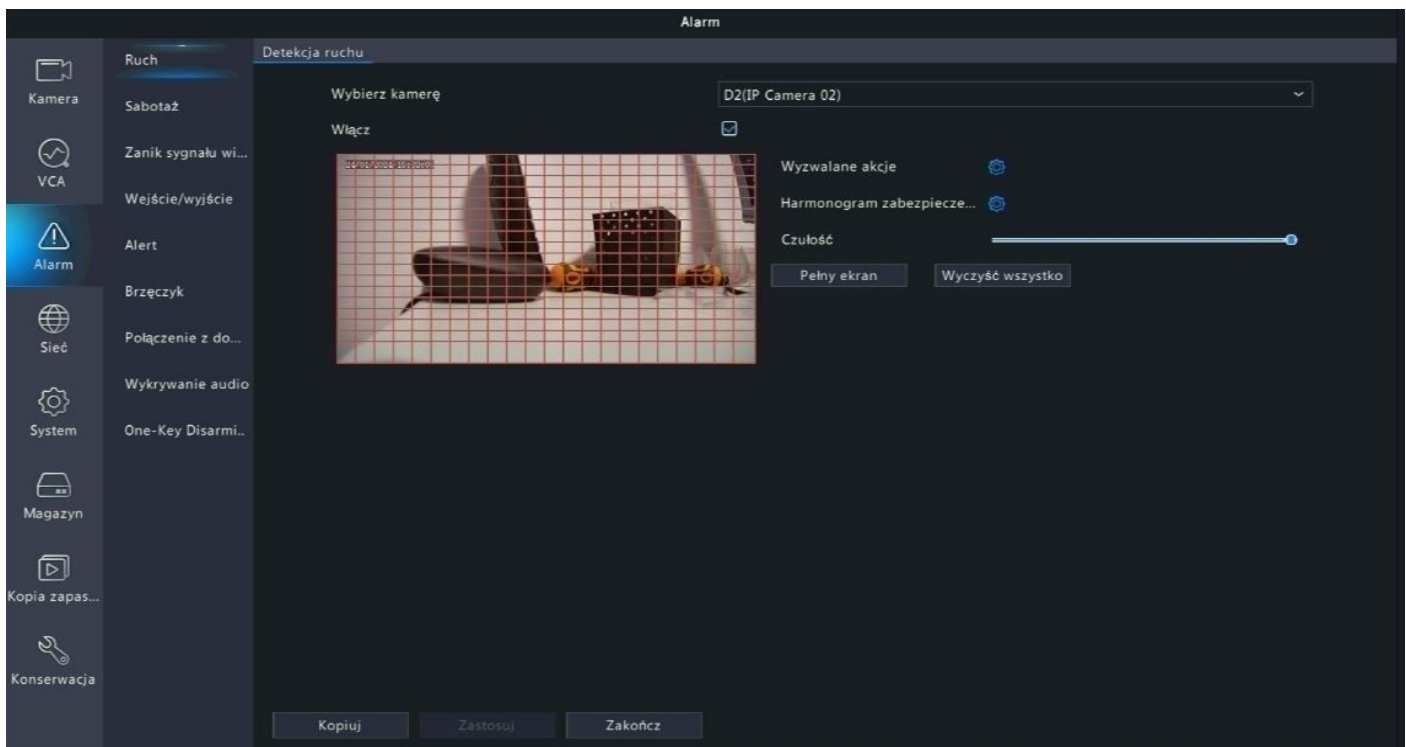 Alarm
Kamera
VCA
Alarm
Sieć
System
Magazyn
Kopia zapas...
Konserwacja
Ruch
Sabotaż
Zanik sygnału wi...
Wejście/wyjście
Alert
Brzęczyk
Połączenie z do...
Wykrywanie audio
One-Key Disarmi..
Detekcja ruchu
Wybierz kamerę
D2(IP Camera 02)
Włącz
Wyzwalane akcje
Harmonogram zabezpiecze...
Czułość
Pełny ekran
Wyczyść wszystko
Kopiuj
Zastosuj
Zakończ